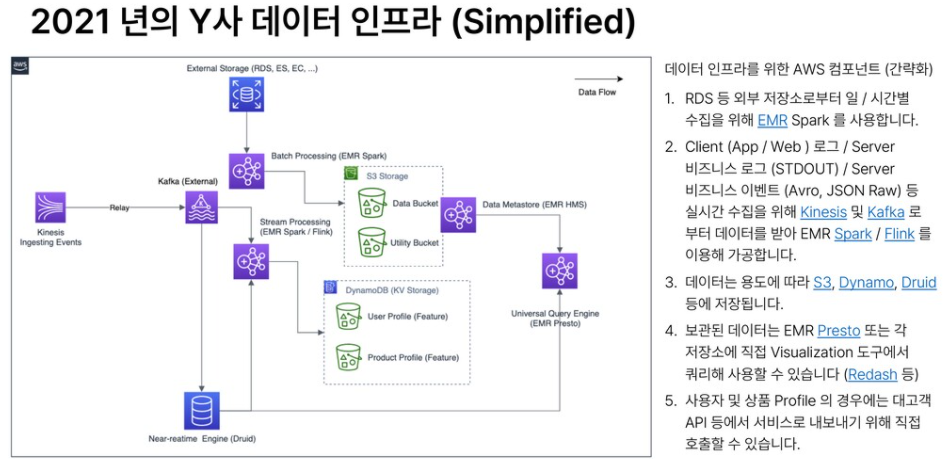 2021 년의 Y사 데이터 인프라 (Simplified)
aws
External Storage (RDS, ES, EC, ...)
Data Flow
Batch Processing (EMR Spark)
Kafka (External)
S3 Storage
Relay
Data Bucket
Data Metastore (EMR HMS)
Kinesis
Ingesting Events
Stream Processing
(EMR Spark / Flink)
Utility Bucket
DynamoDB (KV Storage)
User Profile (Feature)
Universal Query Engine
(EMR Presto)
Product Profile (Feature)
Near-reatime Engine (Druid)
데이터 인프라를 위한 AWS 컴포넌트 (간략화)
1. RDS 등 외부 저장소로부터 일 / 시간별
수집을 위해 EMR Spark 를 사용합니다.
2. Client (App / Web ) 로그 / Server
비즈니스 로그 (STDOUT) / Server
비즈니스 이벤트 (Avro, JSON Raw) 등
실시간 수집을 위해 Kinesis 및 Kafka 로
부터 데이터를 받아 EMR Spark / Flink 를
이용해 가공합니다.
3. 데이터는 용도에 따라 S3, Dynamo, Druid
등에 저장됩니다.
4. 보관된 데이터는 EMR Presto 또는 각
저장소에 직접 Visualization 도구에서
쿼리해 사용할 수 있습니다 (Redash 등)
5. 사용자 및 상품 Profile 의 경우에는 대고객
API 등에서 서비스로 내보내기 위해 직접
호출할 수 있습니다.